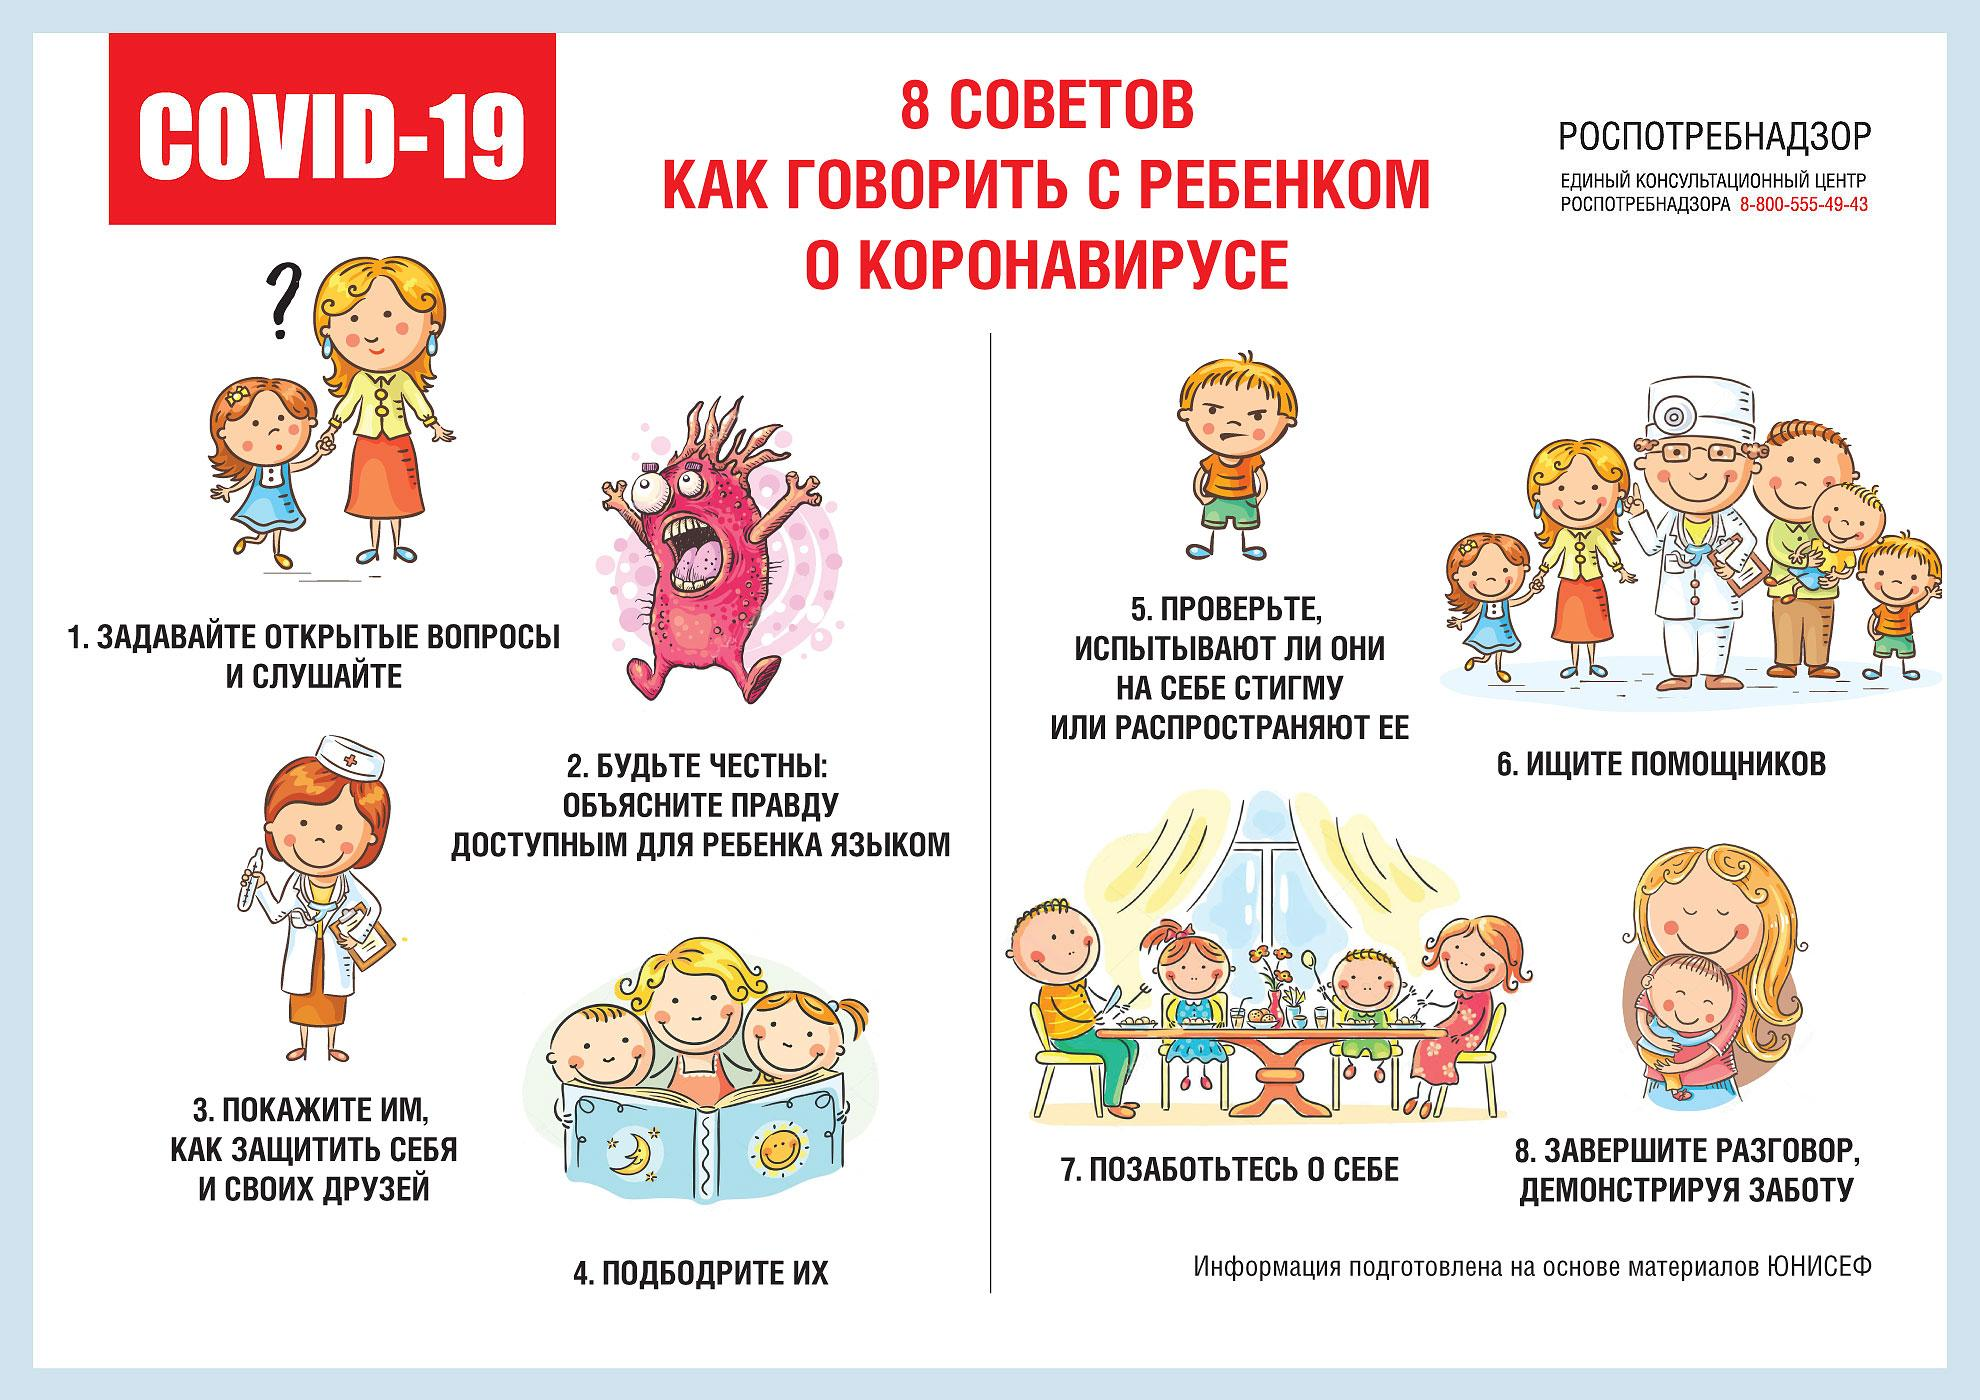 COVID-19
8 СОВЕТОВ
КАК ГОВОРИТЬ С РЕБЕНКОМ
О КОРОНАВИРУСЕ
РОСПОТРЕБНАДЗОР
ЕДИНЫЙ КОНСУЛЬТАЦИОННЫЙ ЦЕНТР
РОСПОТРЕБНАДЗОРА 8-800-555-49-43
?
1. ЗАДАВАЙТЕ ОТКРЫТЫЕ ВОПРОСЫ
И СЛУШАЙТЕ
2. БУДЬТЕ ЧЕСТНЫ:
ОБЪЯСНИТЕ ПРАВДУ
ДОСТУПНЫМ ДЛЯ РЕБЕНКА ЯЗЫКОМ
3. ПОКАЖИТЕ ИМ,
КАК ЗАЩИТИТЬ СЕБЯ
И СВОИХ ДРУЗЕЙ
4. ПОДБОДРИТЕ ИХ
5. ПРОВЕРЬТЕ,
ИСПЫТЫВАЮТ ЛИ ОНИ
НА СЕБЕ СТИГМУ
ИЛИ РАСПРОСТРАНЯЮТ ЕЕ
6. ИЩИТЕ ПОМОЩНИКОВ
7. ПОЗАБОТЬТЕСЬ О СЕБЕ
8. ЗАВЕРШИТЕ РАЗГОВОР,
ДЕМОНСТРИРУЯ ЗАБОТУ
Информация подготовлена на основе материалов ЮНИСЕФ